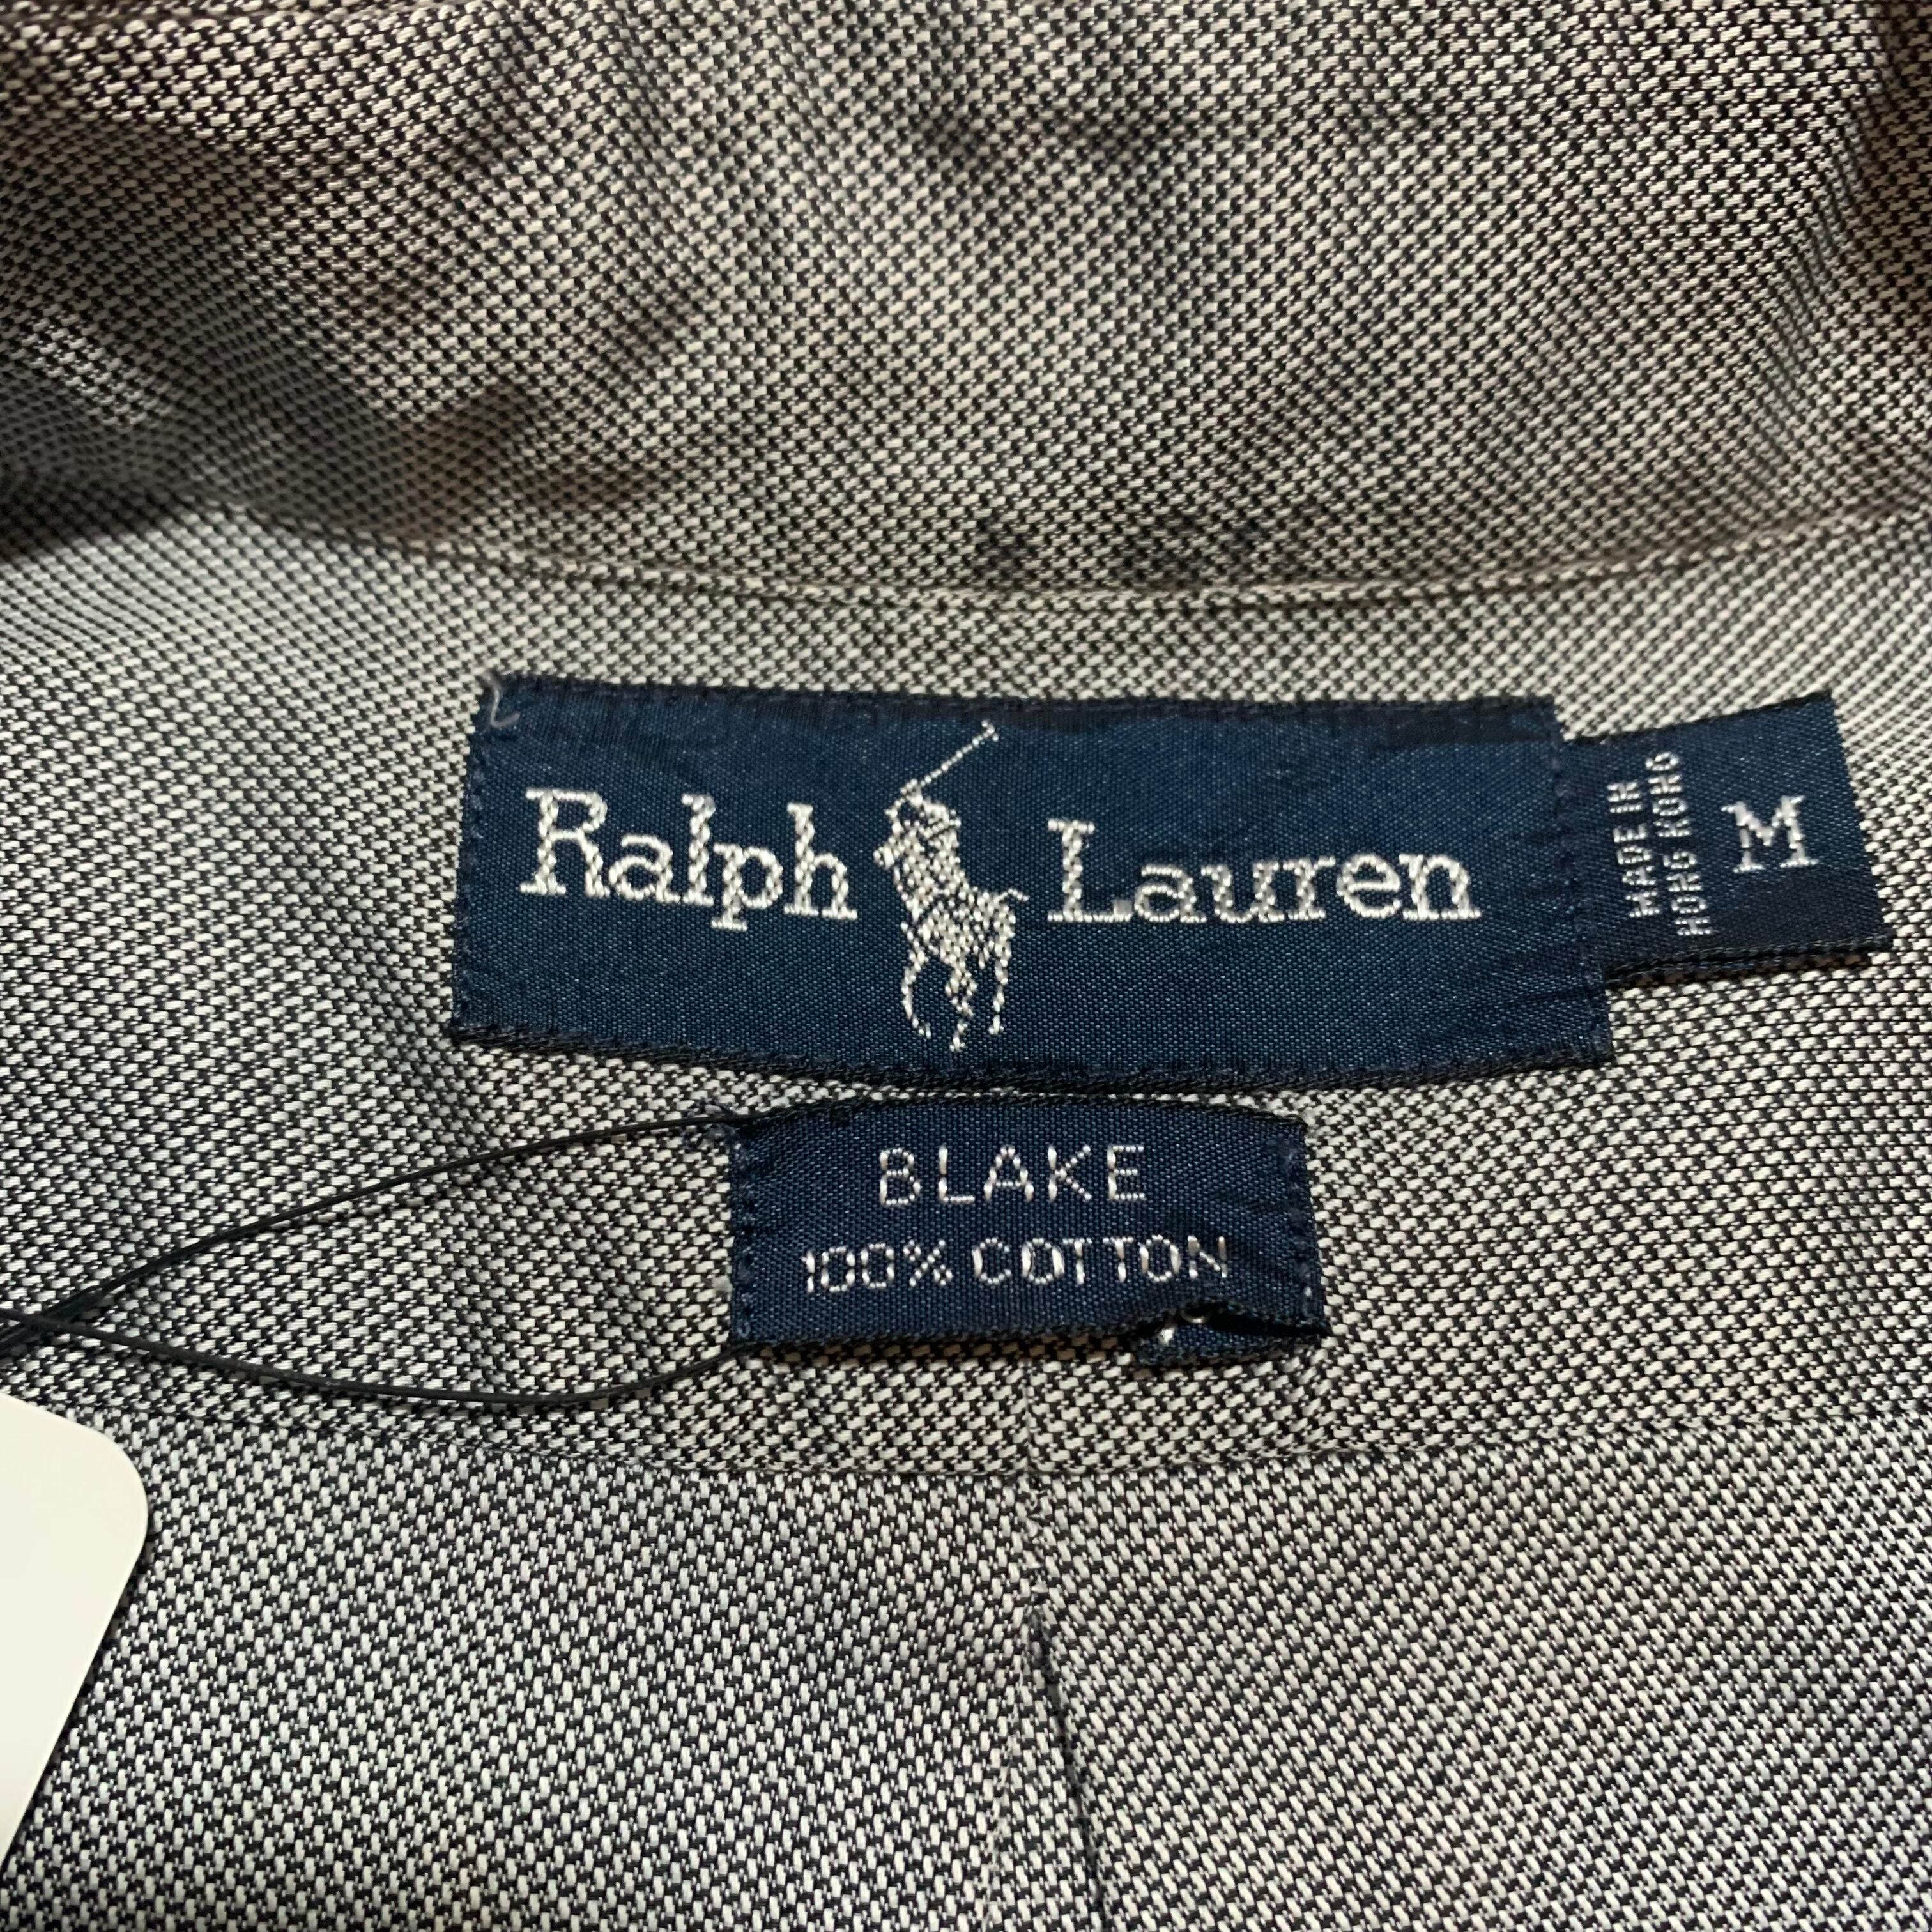 Ralph Lauren
MADE IN
HONG KONG
M
BLAKE
100% COTTON